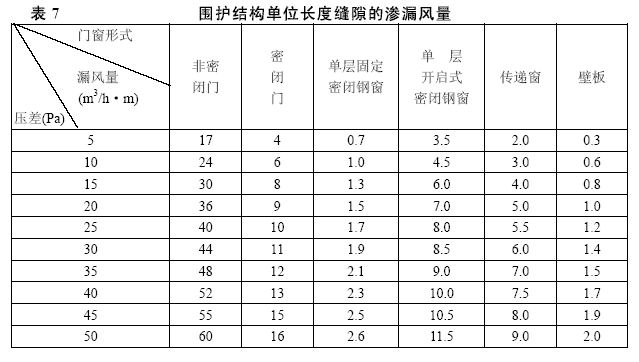 表 7 围护结构单位长度缝隙的渗漏风量
门窗形式
漏风量
(m³/h·m)
压差(Pa)
非密
闭门
密
闭
门
单层固定
密闭钢窗
单 层
开启式
密闭钢窗
传递窗
壁板
5 17 4 0.7 3.5 2.0 0.3
10 24 6 1.0 4.5 3.0 0.6
15 30 8 1.3 6.0 4.0 0.8
20 36 9 1.5 7.0 5.0 1.0
25 40 10 1.7 8.0 5.5 1.2
30 44 11 1.9 8.5 6.0 1.4
35 48 12 2.1 9.0 7.0 1.5
40 52 13 2.3 10.0 7.5 1.7
45 55 15 2.5 10.5 8.0 1.9
50 60 16 2.6 11.5 9.0 2.0